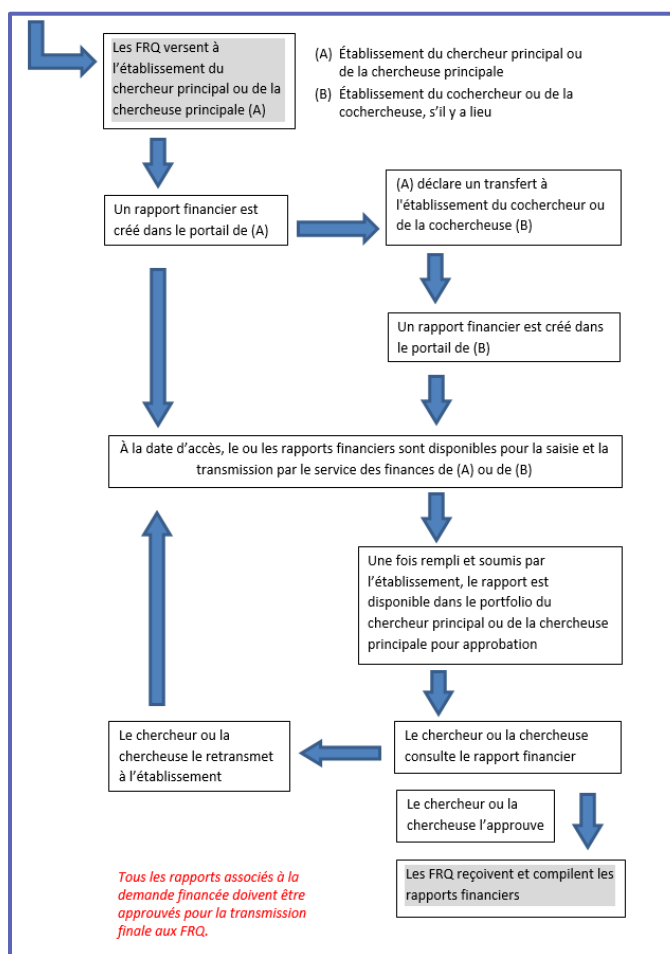 Les FRQ versent à
l'établissement du
chercheur principal ou de la
chercheuse principale (A)
(A) Établissement du chercheur principal ou
de la chercheuse principale
(B) Établissement du cochercheur ou de la
cochercheuse, s'il y a lieu
Un rapport financier est
créé dans le portail de (A)
(A) déclare un transfert à
l'établissement du cochercheur ou
de la cochercheuse (B)
Un rapport financier est créé dans
le portail de (B)
À la date d'accès, le ou les rapports financiers sont disponibles pour la saisie et la
transmission par le service des finances de (A) ou de (B)
Une fois rempli et soumis par
l'établissement, le rapport est
disponible dans le portfolio du
chercheur principal ou de la chercheuse
principale pour approbation
Le chercheur ou la
chercheuse le retransmet
à l'établissement
Le chercheur ou la chercheuse
consulte le rapport financier
Le chercheur ou la
chercheuse l'approuve
Les FRQ reçoivent et compilent les
rapports financiers
Tous les rapports associés à la
demande financée doivent être
approuvés pour la transmission
finale aux FRQ.